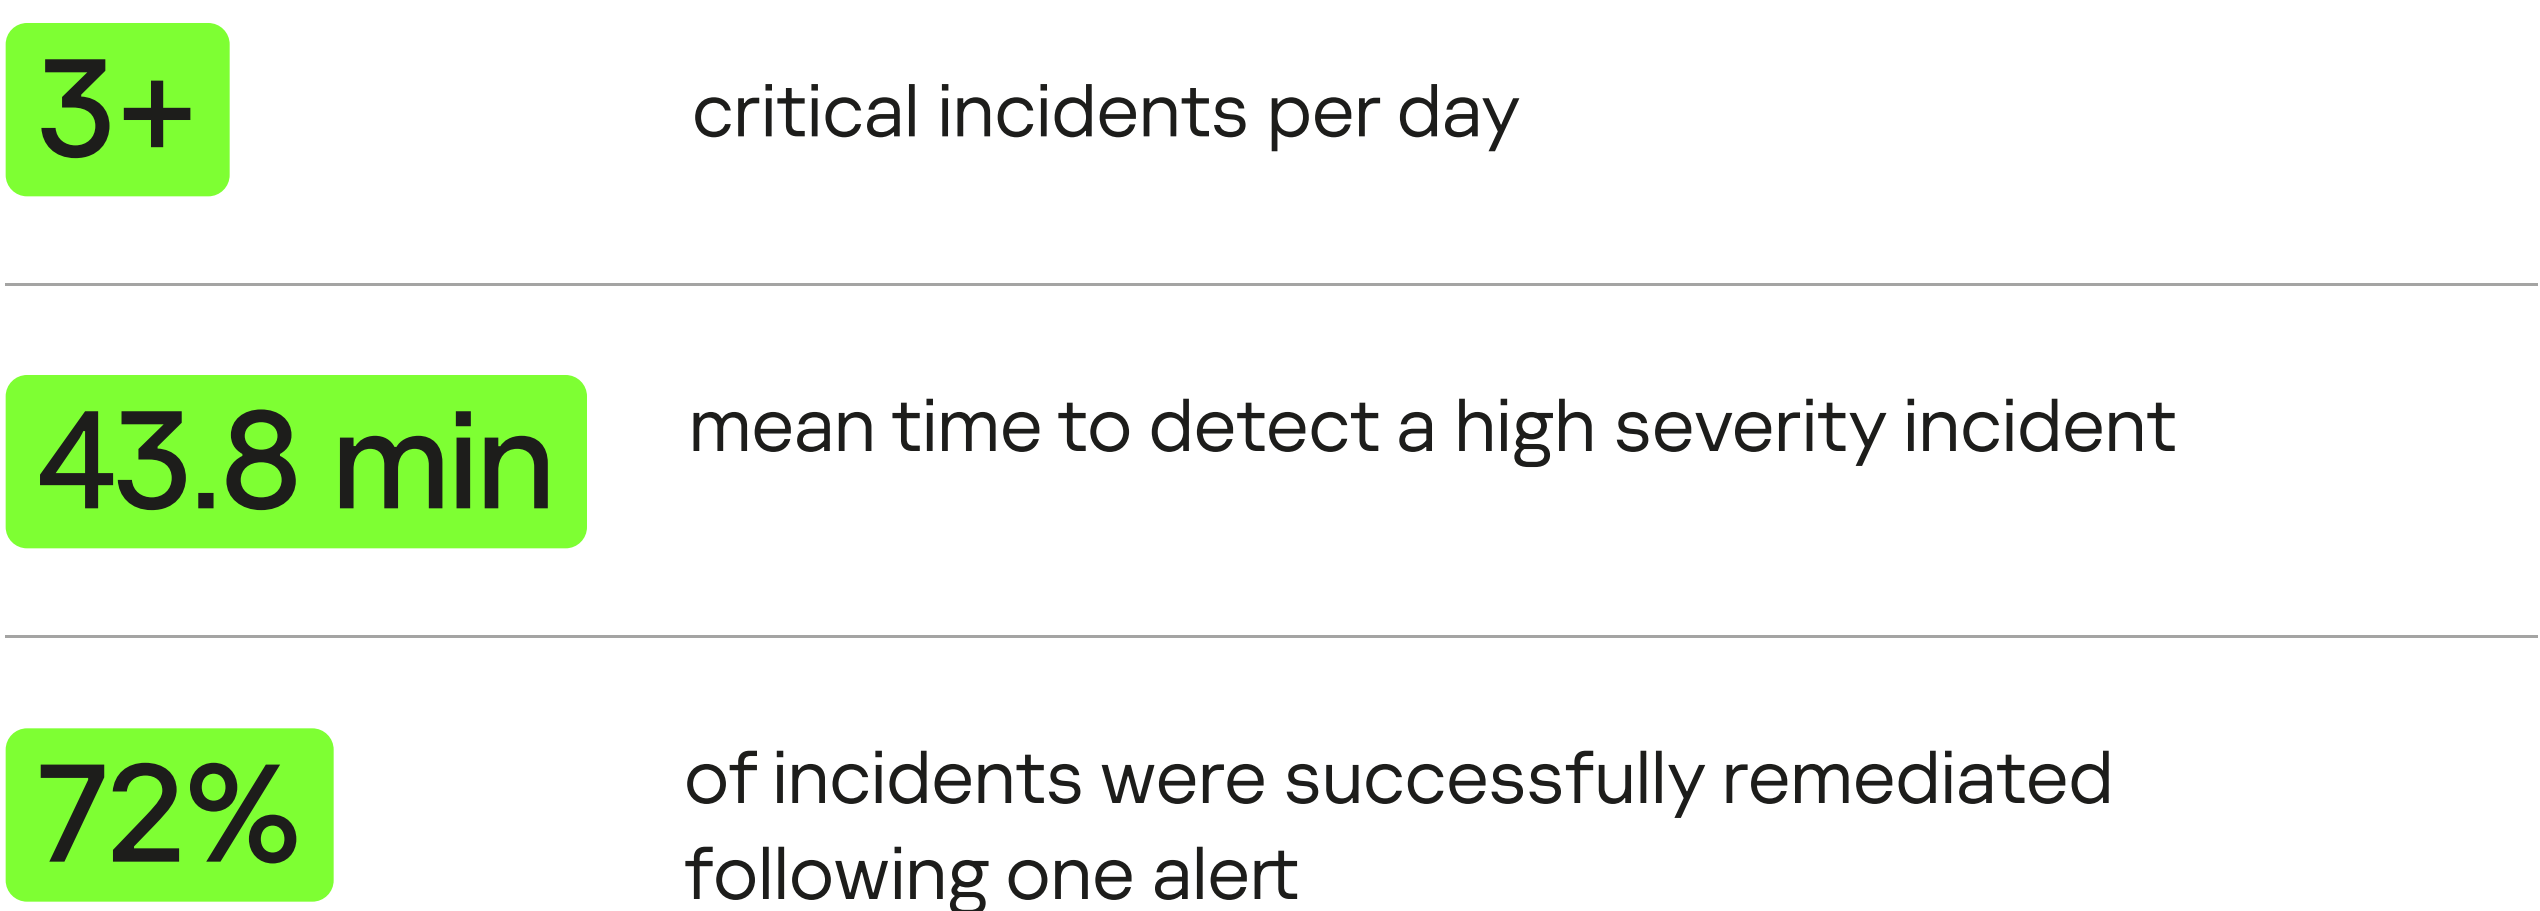 3+
critical incidents per day
43.8 min
mean time to detect a high severity incident
72%
of incidents were successfully remediated
following one alert